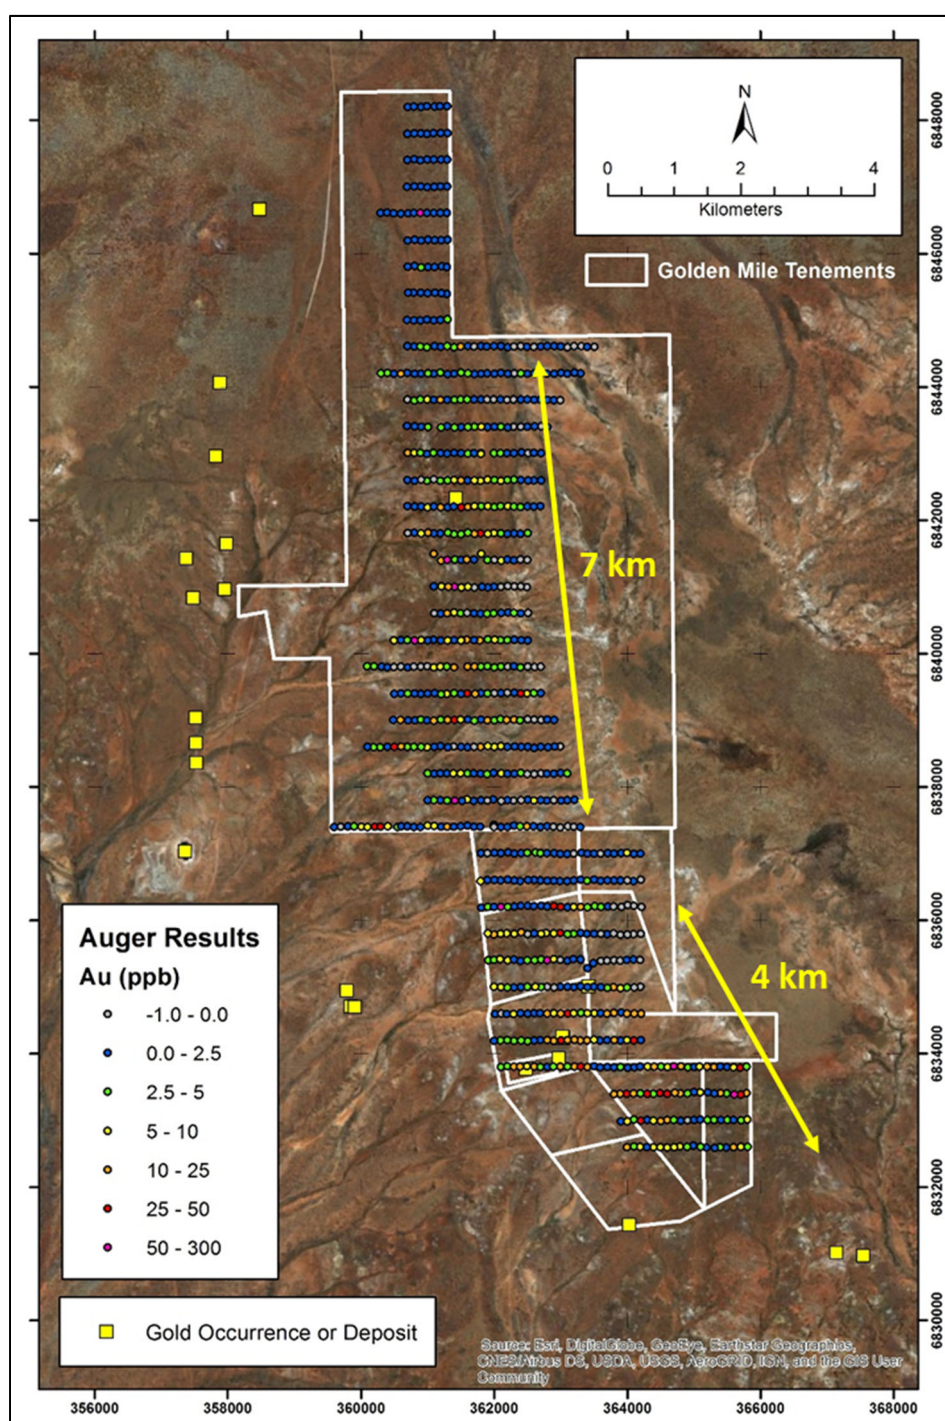 N
0 1 2 4
Kilometers
Golden Mile Tenements
7 km
4 km
Auger Results
Au (ppb)
-1.0 - 0.0
0.0 - 2.5
2.5 - 5
5 - 10
10 - 25
25 - 50
50 - 300
Gold Occurrence or Deposit
Source: Esri, DigitalGlobe, GeoEye, Earthstar Geographics,
CNES/Airbus DS, USDA, USGS, AeroGRID, IGN, and the GIS User
Community
6848000
6846000
6844000
6842000
6840000
6838000
6836000
6834000
6832000
6830000
356000 358000 360000 362000 364000 366000 368000